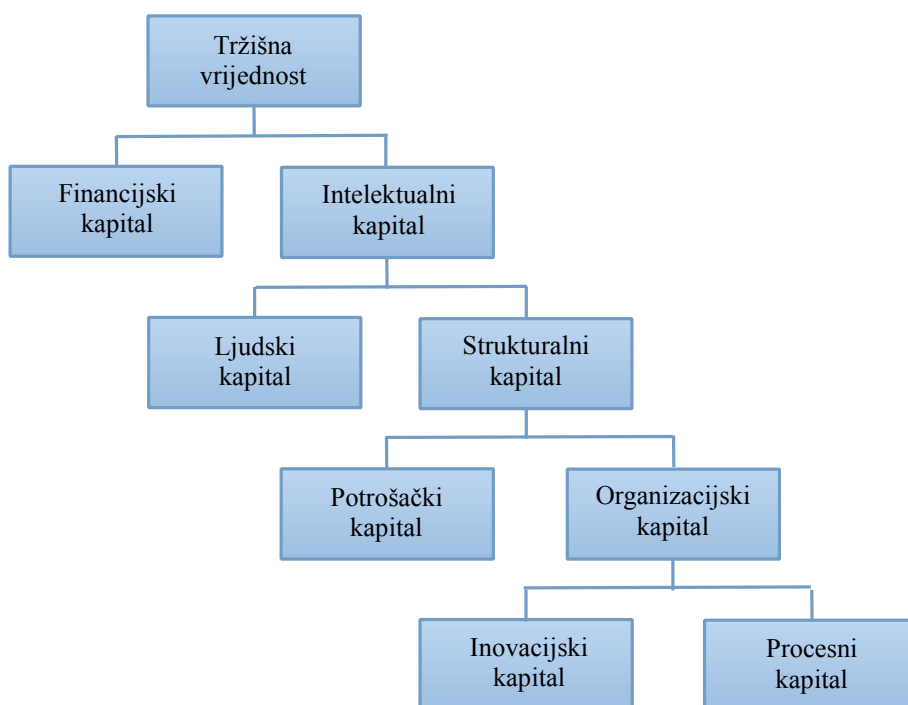 Tržišna
vrijednost
Financijski
kapital
Intelektualni
kapital
Ljudski
kapital
Strukturalni
kapital
Potrošački
kapital
Organizacijski
kapital
Inovacijski
kapital
Procesni
kapital